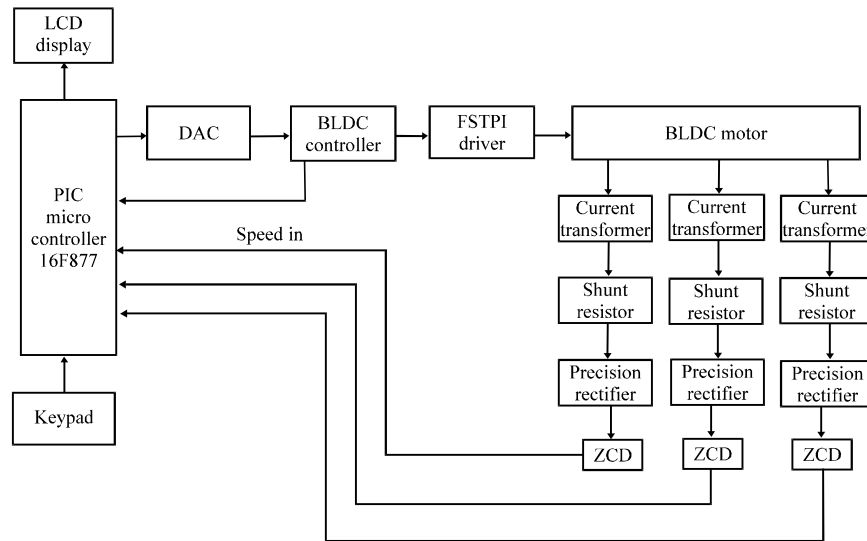 LCD
display
DAC
BLDC
controller
FSTPI
driver
BLDC motor
PIC
micro
controller
16F877
Speed in
Current
transformer
Current
transformer
Current
transformer
Shunt
resistor
Shunt
resistor
Shunt
resistor
Precision
rectifier
Precision
rectifier
Precision
rectifier
Keypad
ZCD
ZCD
ZCD